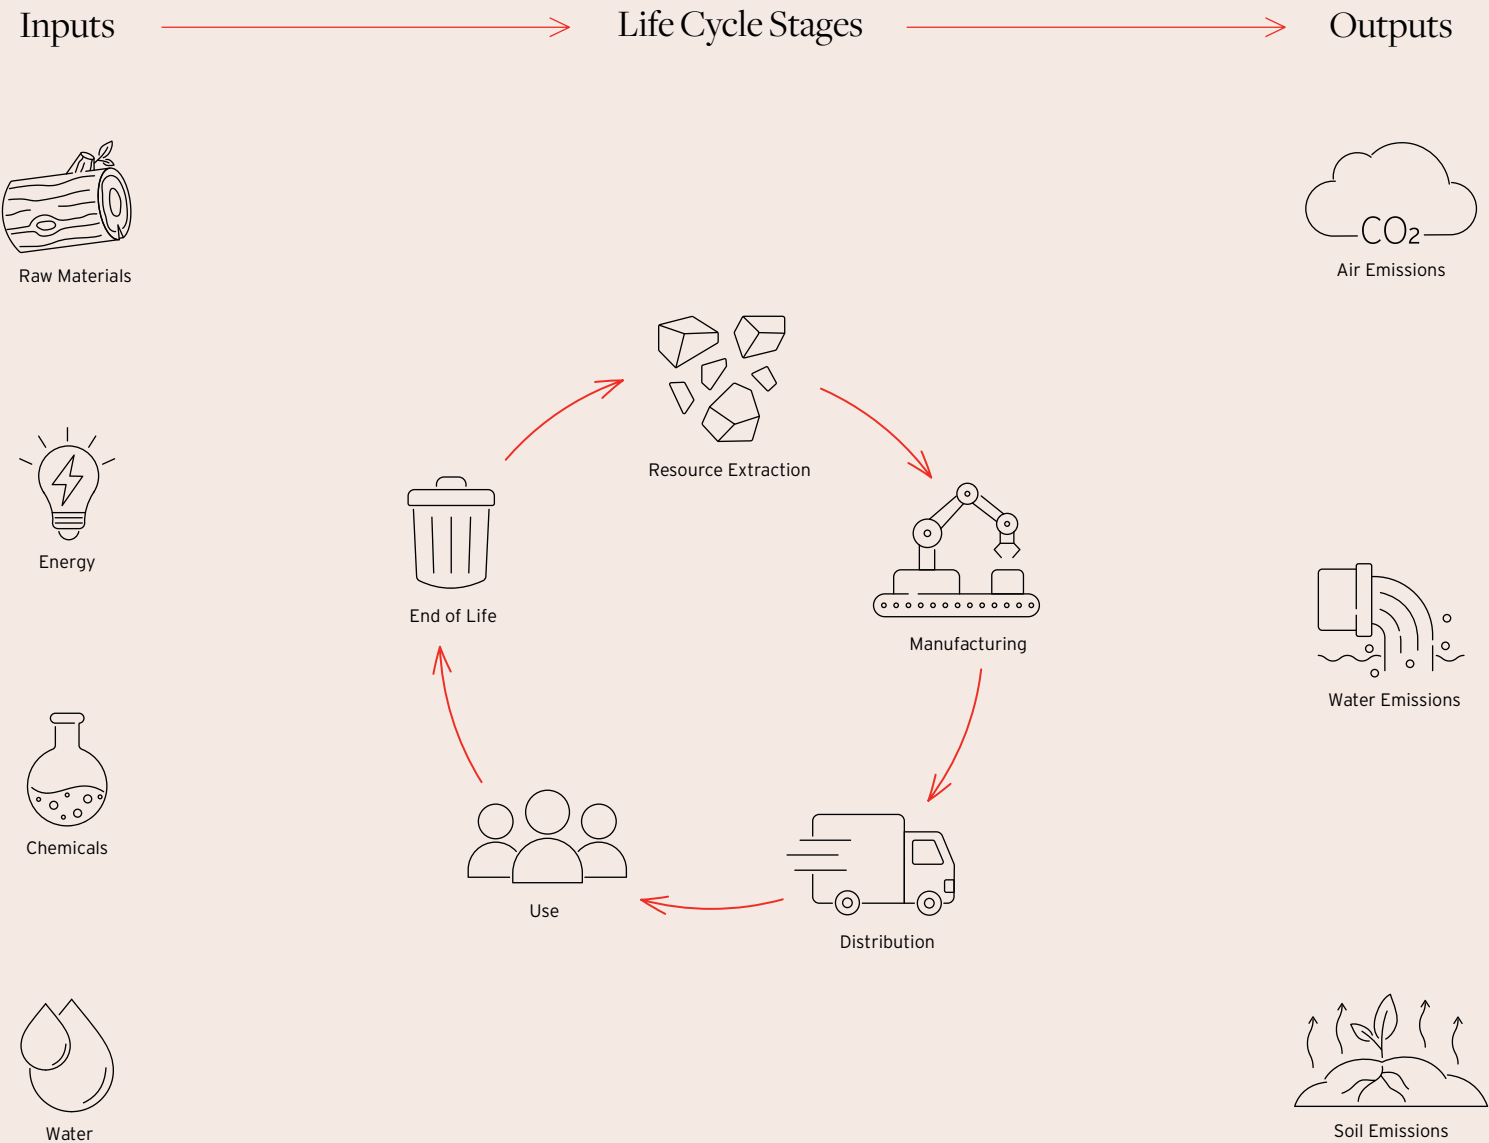 Inputs
Life Cycle Stages
Outputs
Raw Materials
Energy
Chemicals
Water
Resource Extraction
Manufacturing
Distribution
Use
End of Life
CO₂
Air Emissions
Water Emissions
Soil Emissions